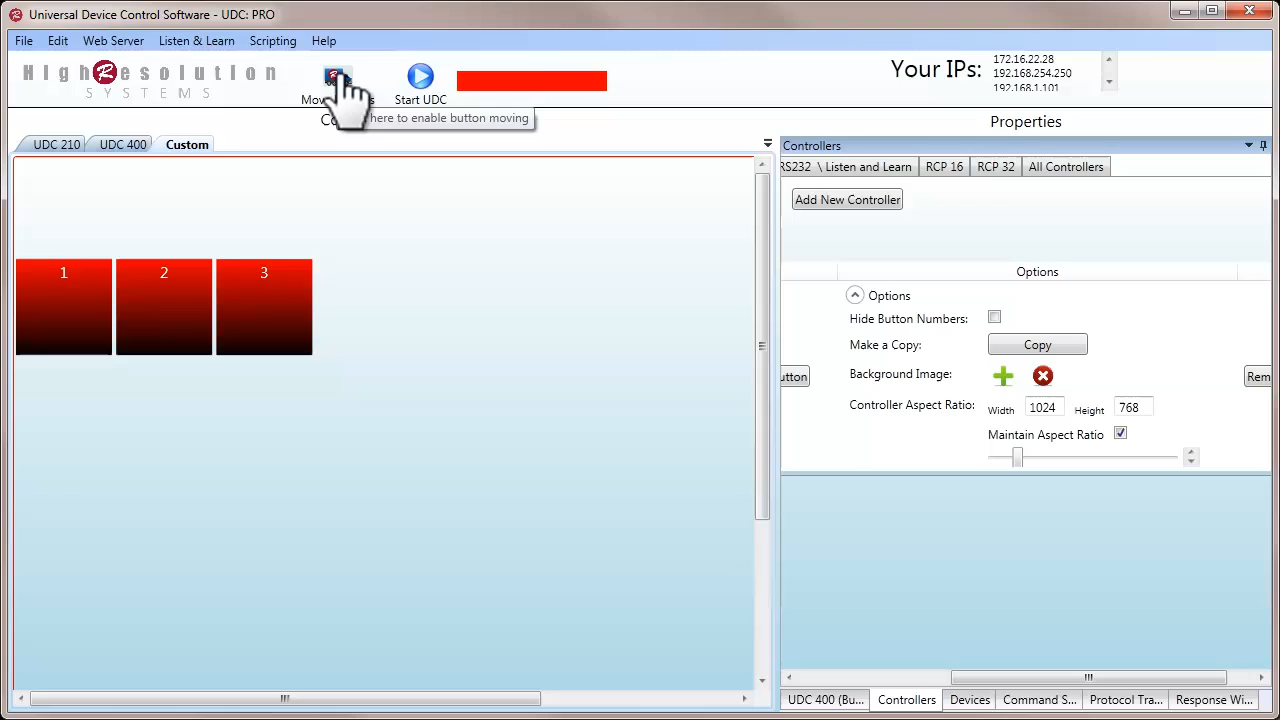 Universal Device Control Software - UDC: PRO
File Edit Web Server Listen & Learn Scripting Help
HighResolution
SYSTEMS
Start UDC
Your IPs:
172.16.22.28
192.168.254.250
192.168.1.101
here to enable button moving
Properties
UDC 210 UDC 400 Custom
Controllers
RS232 \ Listen and Learn RCP 16 RCP 32 All Controllers
Add New Controller
1 2 3
Options
Options
Hide Button Numbers:
Make a Copy: Copy
utton
Background Image:
Rem
Controller Aspect Ratio: Width 1024 Height 768
Maintain Aspect Ratio
UDC 400 (Bu... Controllers Devices Command S... Protocol Tra... Response Wi...